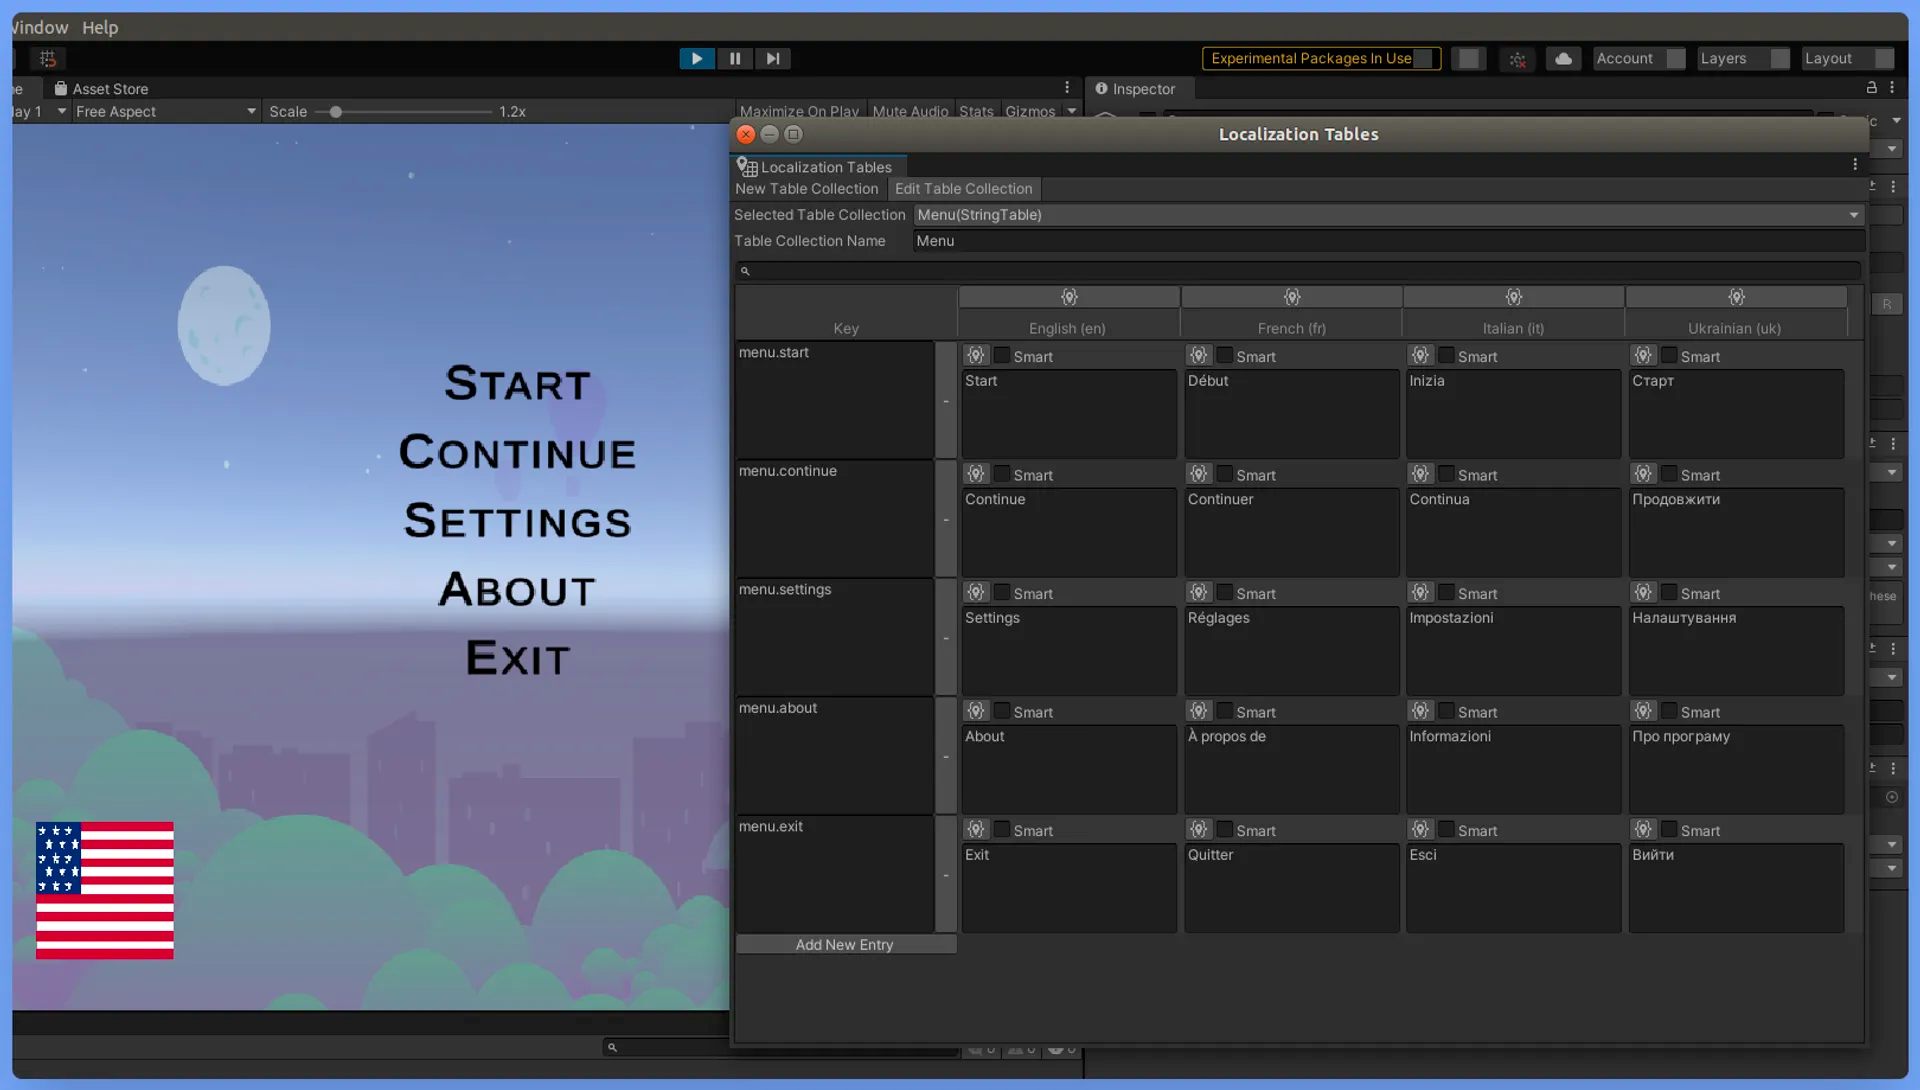 Window Help
Experimental Packages In Use
Account
Layers
Layout
Asset Store
Inspector
Free Aspect
Scale
1.2x
Maximize On Play
Mute Audio
Stats
Gizmos
Localization Tables
Localization Tables
New Table Collection
Edit Table Collection
Selected Table Collection
Menu(StringTable)
Table Collection Name
Menu
R
Key
English (en)
French (fr)
Italian (it)
Ukrainian (uk)
menu.start
Smart
Smart
Smart
Smart
Start
Début
Inizia
Старт
menu.continue
Smart
Smart
Smart
Smart
Continue
Continuer
Continua
Продовжити
menu.settings
Smart
Smart
Smart
Smart
Settings
Réglages
Impostazioni
Налаштування
menu.about
Smart
Smart
Smart
Smart
About
À propos de
Informazioni
Про програму
menu.exit
Smart
Smart
Smart
Smart
Exit
Quitter
Esci
Вийти
Add New Entry
START
CONTINUE
SETTINGS
ABOUT
EXIT